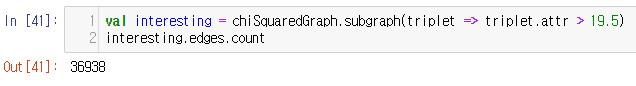 In [41]: 1 val interesting = chiSquaredGraph.subgraph(triplet => triplet.attr > 19.5)
2 interesting.edges.count
Out[41]: 36938